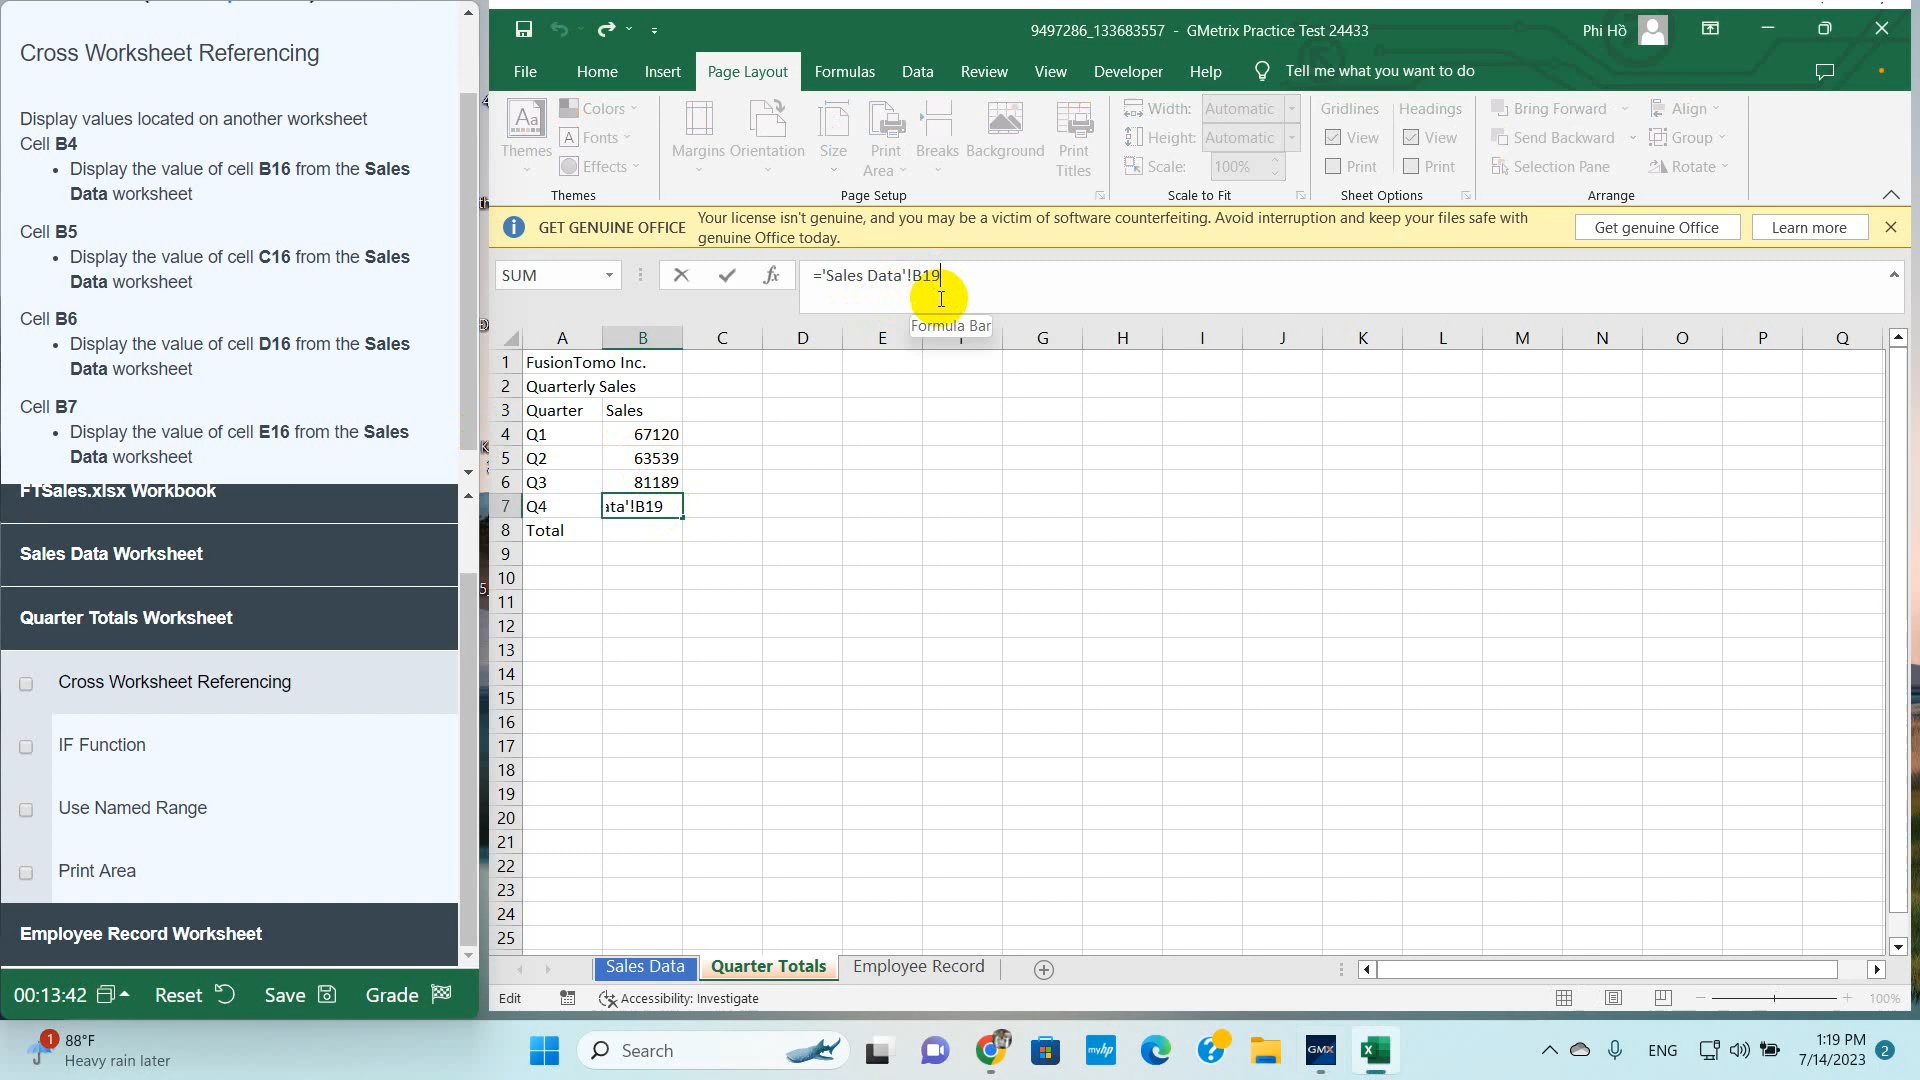 Cross Worksheet Referencing
Display values located on another worksheet
Cell B4
Display the value of cell B16 from the Sales
Data worksheet
Cell B5
Display the value of cell C16 from the Sales
Data worksheet
Cell B6
Display the value of cell D16 from the Sales
Data worksheet
Cell B7
Display the value of cell E16 from the Sales
Data worksheet
FTSales.xlsx Workbook
Sales Data Worksheet
Quarter Totals Worksheet
Cross Worksheet Referencing
IF Function
Use Named Range
Print Area
Employee Record Worksheet
00:13:42 Reset Save Grade
9497286_133683557 - GMetrix Practice Test 24433
Phi Hồ
File Home Insert Page Layout Formulas Data Review View Developer Help Tell me what you want to do
Themes
Colors
Fonts
Effects
Themes
Margins Orientation Size Print Area Breaks Background Print Titles
Page Setup
Width: Automatic
Height: Automatic
Scale: 100%
Scale to Fit
Gridlines Headings
View View
Print Print
Sheet Options
Bring Forward Align
Send Backward Group
Selection Pane Rotate
Arrange
GET GENUINE OFFICE Your license isn't genuine, and you may be a victim of software counterfeiting. Avoid interruption and keep your files safe with
genuine Office today.
Get genuine Office Learn more
SUM fx ='Sales Data'!B19
Formula Bar
A B C D E G H I J K L M N O P Q
1 FusionTomo Inc.
2 Quarterly Sales
3 Quarter Sales
4 Q1 67120
5 Q2 63539
6 Q3 81189
7 Q4 ata'!B19
8 Total
9
10
11
12
13
14
15
16
17
18
19
20
21
22
23
24
25
Sales Data Quarter Totals Employee Record
Edit Accessibility: Investigate 100%
1 88°F
Heavy rain later
Search
myhp
GMX
ENG
1:19 PM
7/14/2023
2